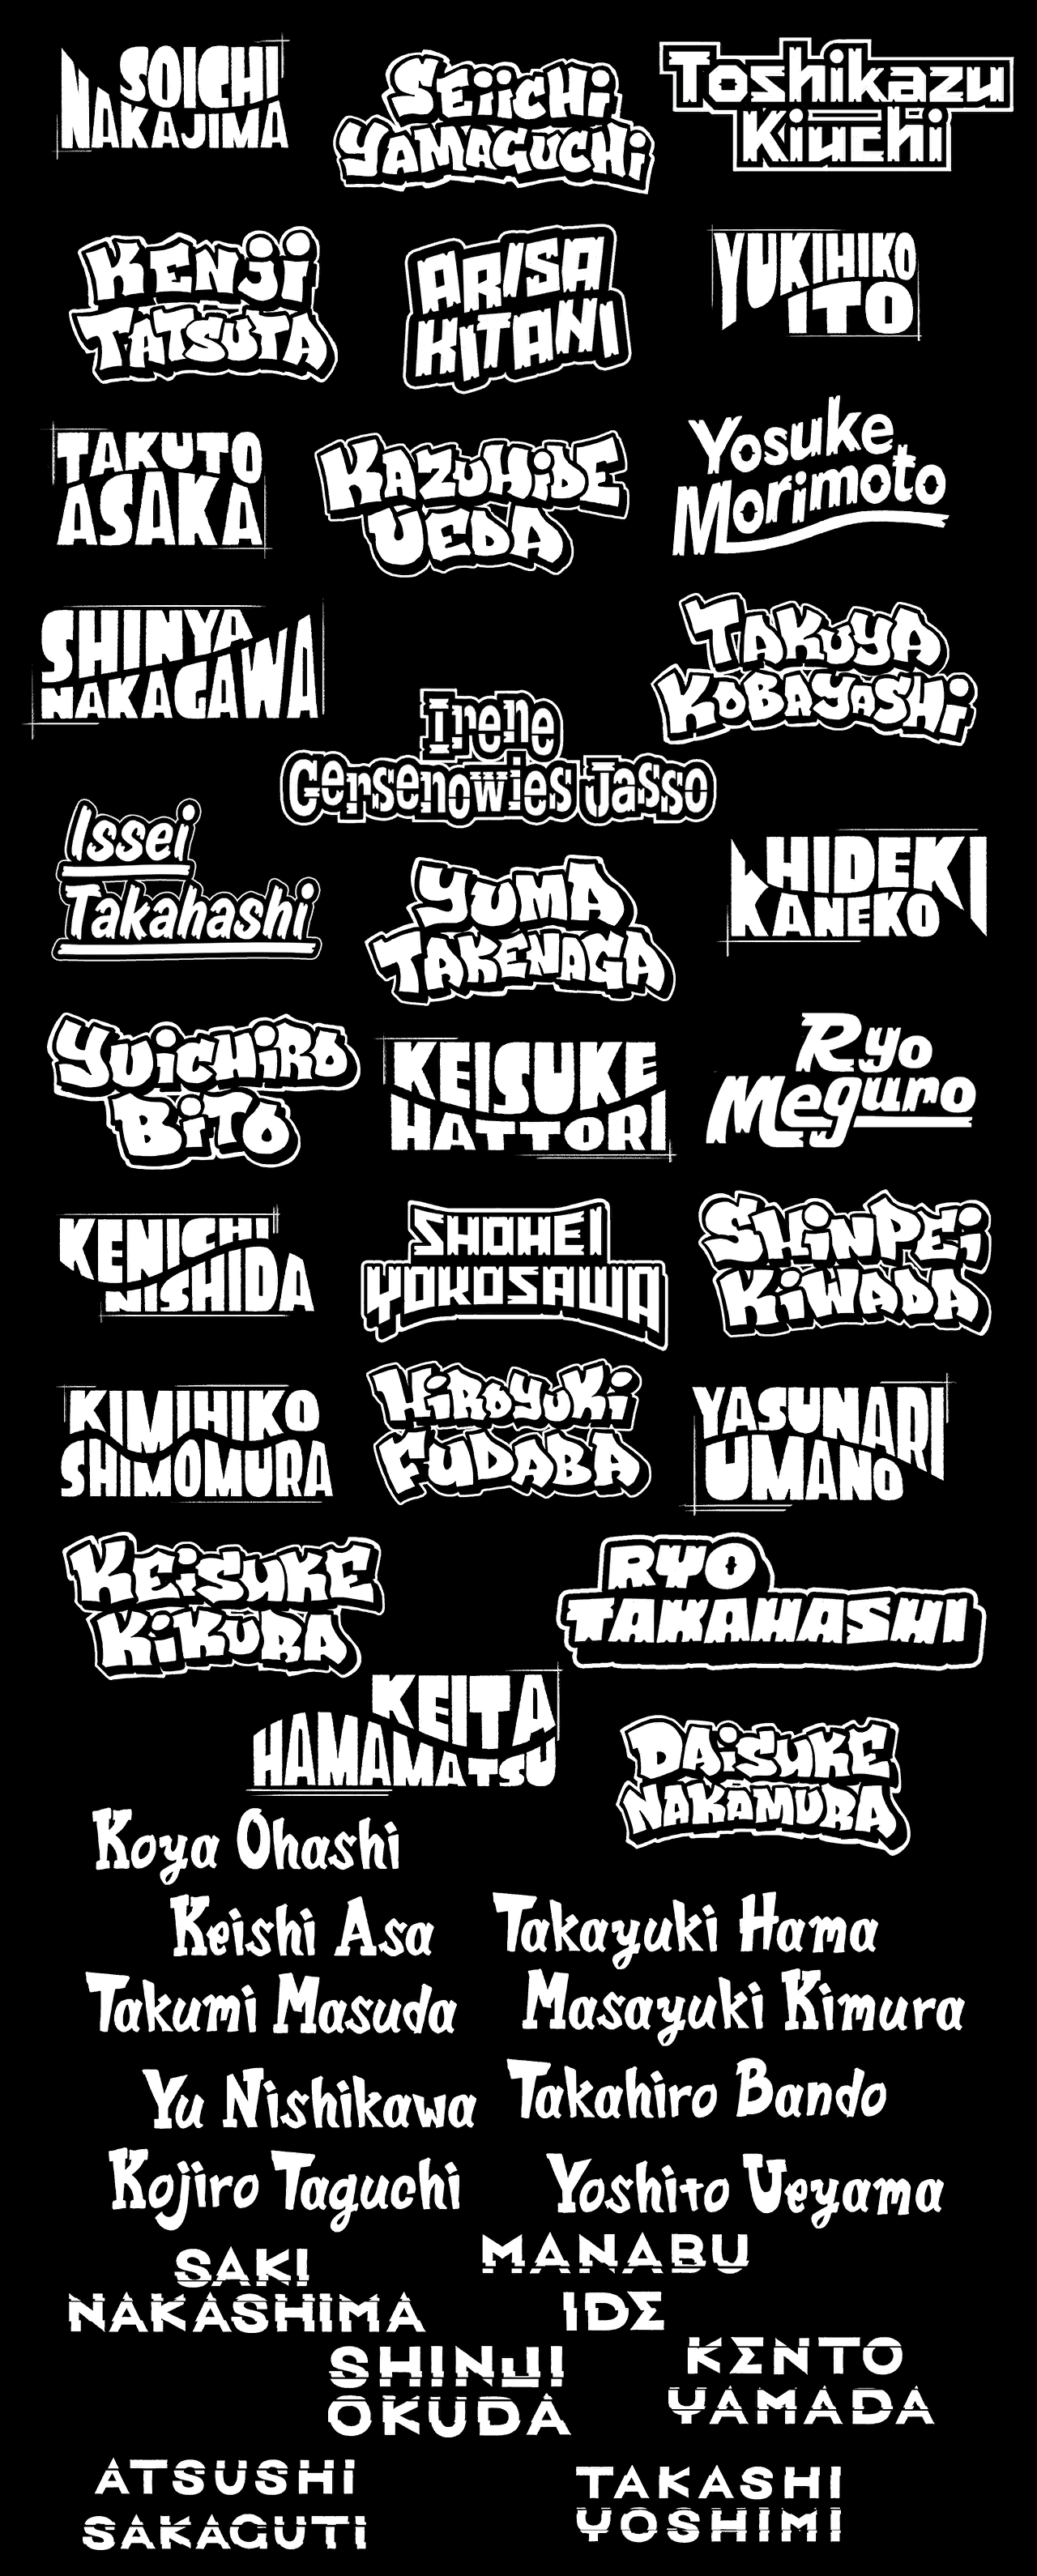 SOICHI
NAKAJIMA
SEiiCHi
YAMAGUCHi
Toshikazu
Kiuchi
KENji
TATSUTA
ARISA
KITANI
YUKIHIKO
ITO
TAKUTO
ASAKA
KAZUHiDE
UEDA
Yosuke
Morimoto
SHINYA
NAKAGAWA
TAKUYA
KOBAYASHi
Irene
Gersenowies Jasso
Issei
Takahashi
YUMA
TAKENAGA
HIDEKI
KANEKO
YUiCHiRO
BiTO
KEISUKE
HATTORI
Ryo
Meguro
KENICHI
NISHIDA
SHOHEI
YOKOSAWA
SHiNPEi
KiWADA
KIMIHIKO
SHIMOMURA
HiROYUKi
FUDABA
YASUNARI
UMANO
KEiSUKE
KiKURA
RYO
TAKAHASHI
KEITA
HAMAMATSU
DAiSUKE
NAKAMURA
Koya Ohashi
Keishi Asa
Takayuki Hama
Takumi Masuda
Masayuki Kimura
Yu Nishikawa
Takahiro Bando
Kojiro Taguchi
Yoshito Ueyama
SAKI
NAKASHIMA
MANABU
IDE
SHINJI
OKUDA
KENTO
YAMADA
ATSUSHI
SAKAGUTI
TAKASHI
YOSHIMI